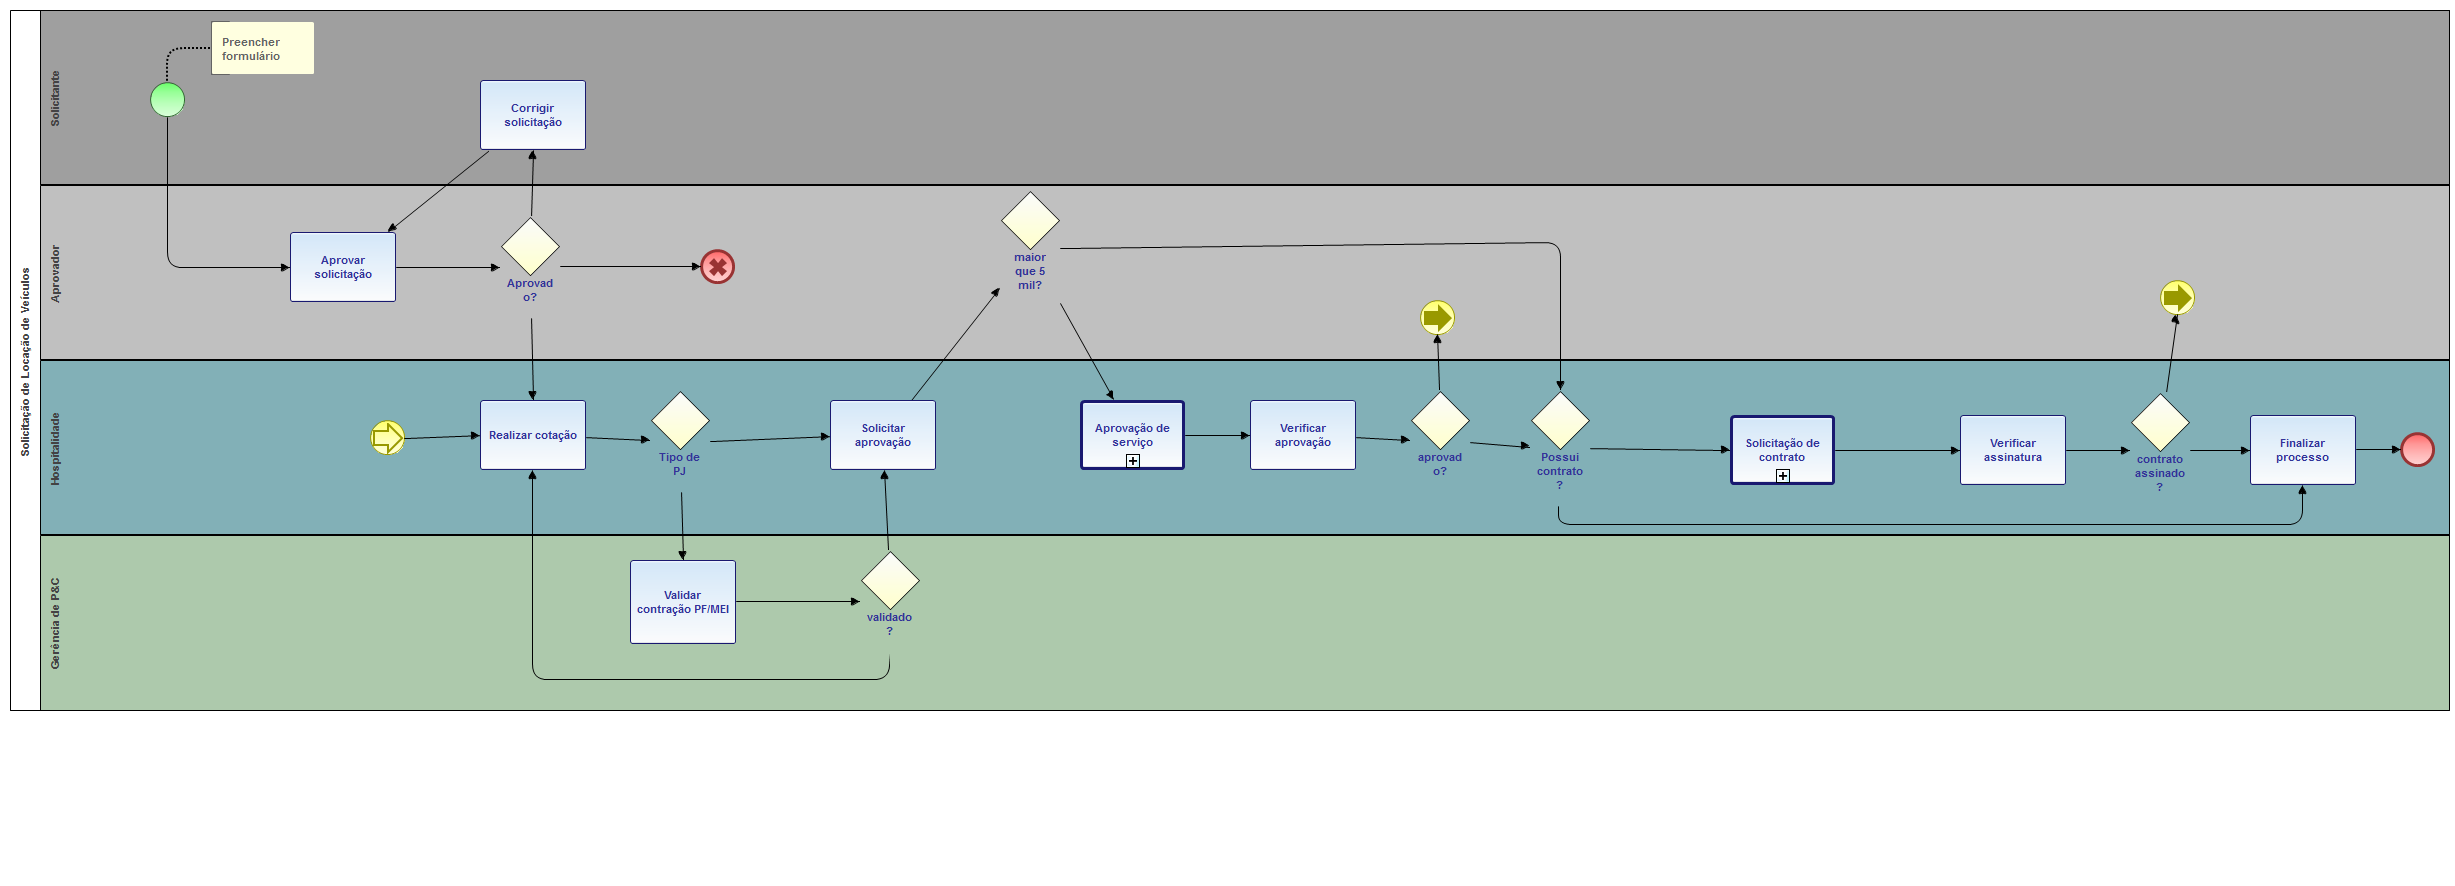 Solicitação de Locação de Veículos
Solicitante
Preencher
formulário
Corrigir
solicitação
Aprovador
Aprovar
solicitação
Aprovad
o?
maior
que 5
mil?
Hospitalidade
Realizar cotação
Tipo de
PJ
Solicitar
aprovação
Aprovação de
serviço
Verificar
aprovação
aprovad
o?
Possui
contrato
?
Solicitação de
contrato
Verificar
assinatura
contrato
assinado
?
Finalizar
processo
Gerência de P&C
Validar
contração PF/MEI
validado
?